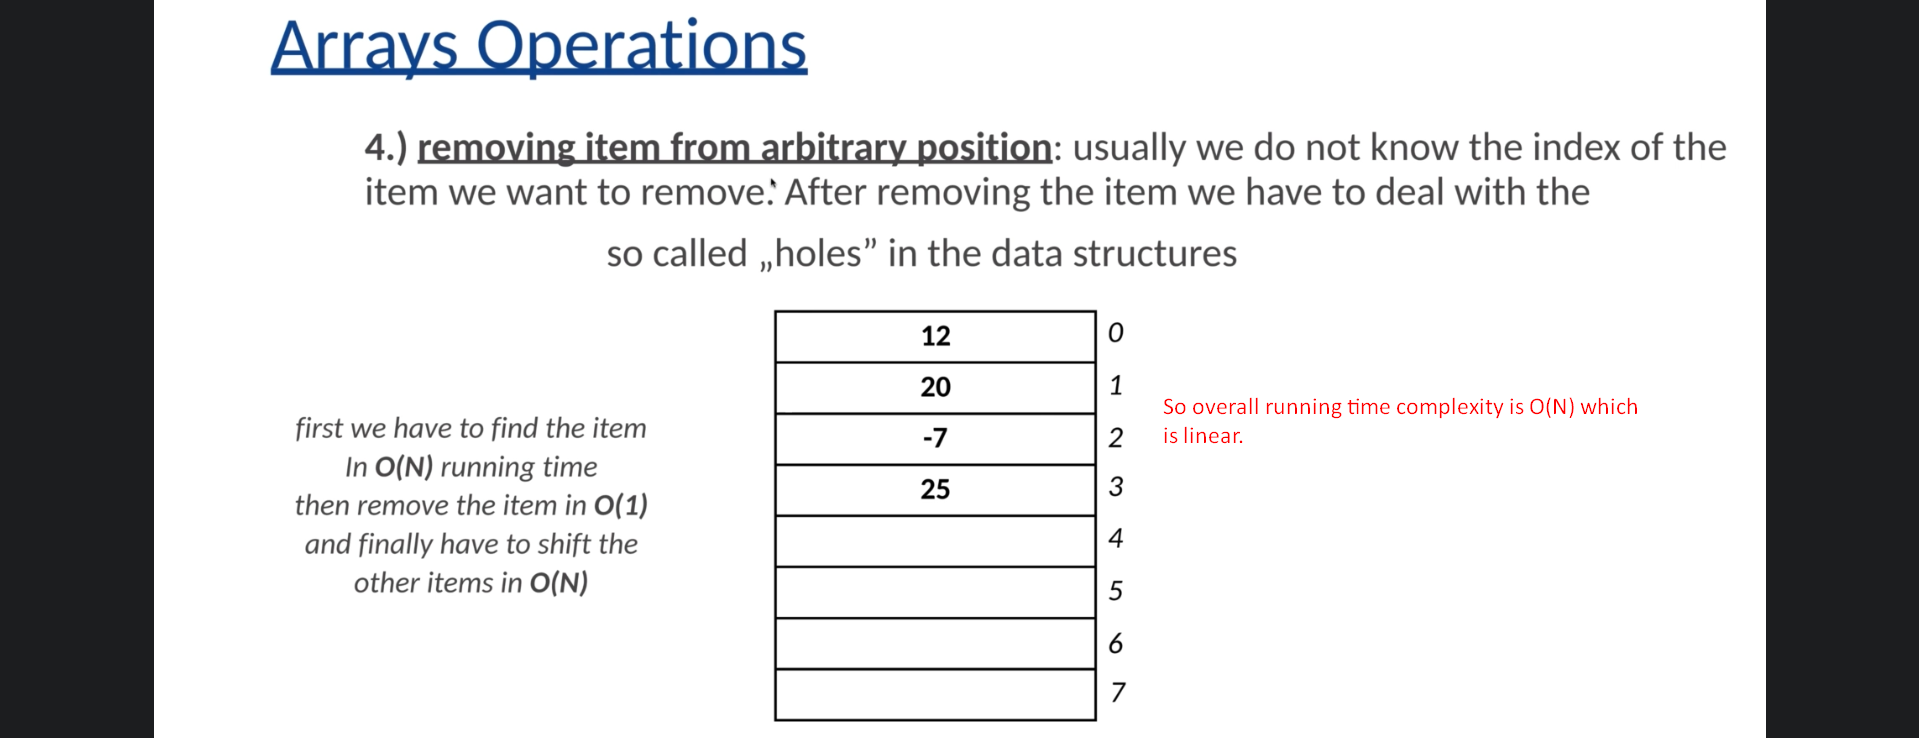 Arrays Operations
4.) removing item from arbitrary position: usually we do not know the index of the
item we want to remove. After removing the item we have to deal with the
so called „holes” in the data structures
first we have to find the item
In O(N) running time
then remove the item in O(1)
and finally have to shift the
other items in O(N)
12 0
20 1
-7 2
25 3
4
5
6
7
So overall running time complexity is O(N) which
is linear.